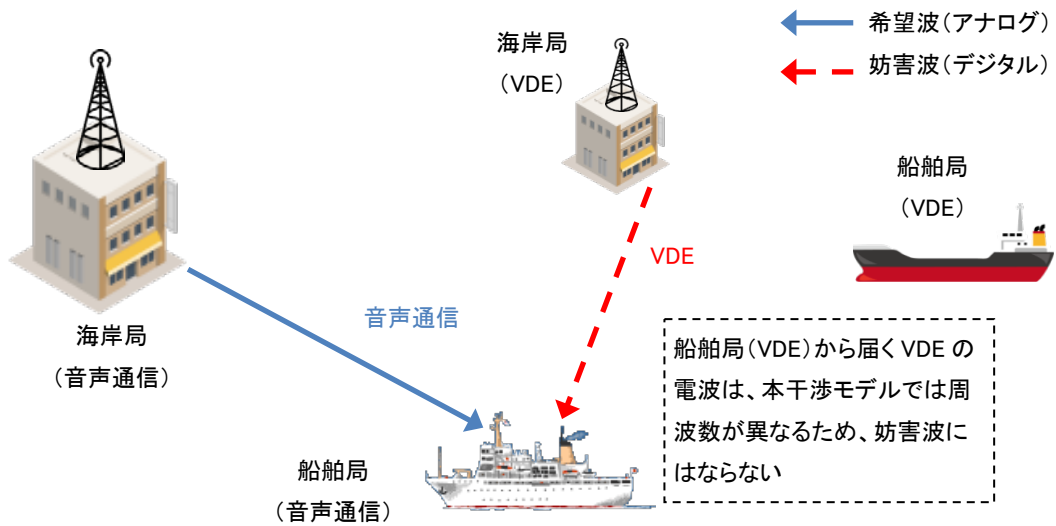 希望波（アナログ）
妨害波（デジタル）
海岸局
（VDE）
船舶局
（VDE）
VDE
音声通信
海岸局
（音声通信）
船舶局（VDE）から届く VDE の
電波は、本干渉モデルでは周
波数が異なるため、妨害波に
はならない
船舶局
（音声通信）